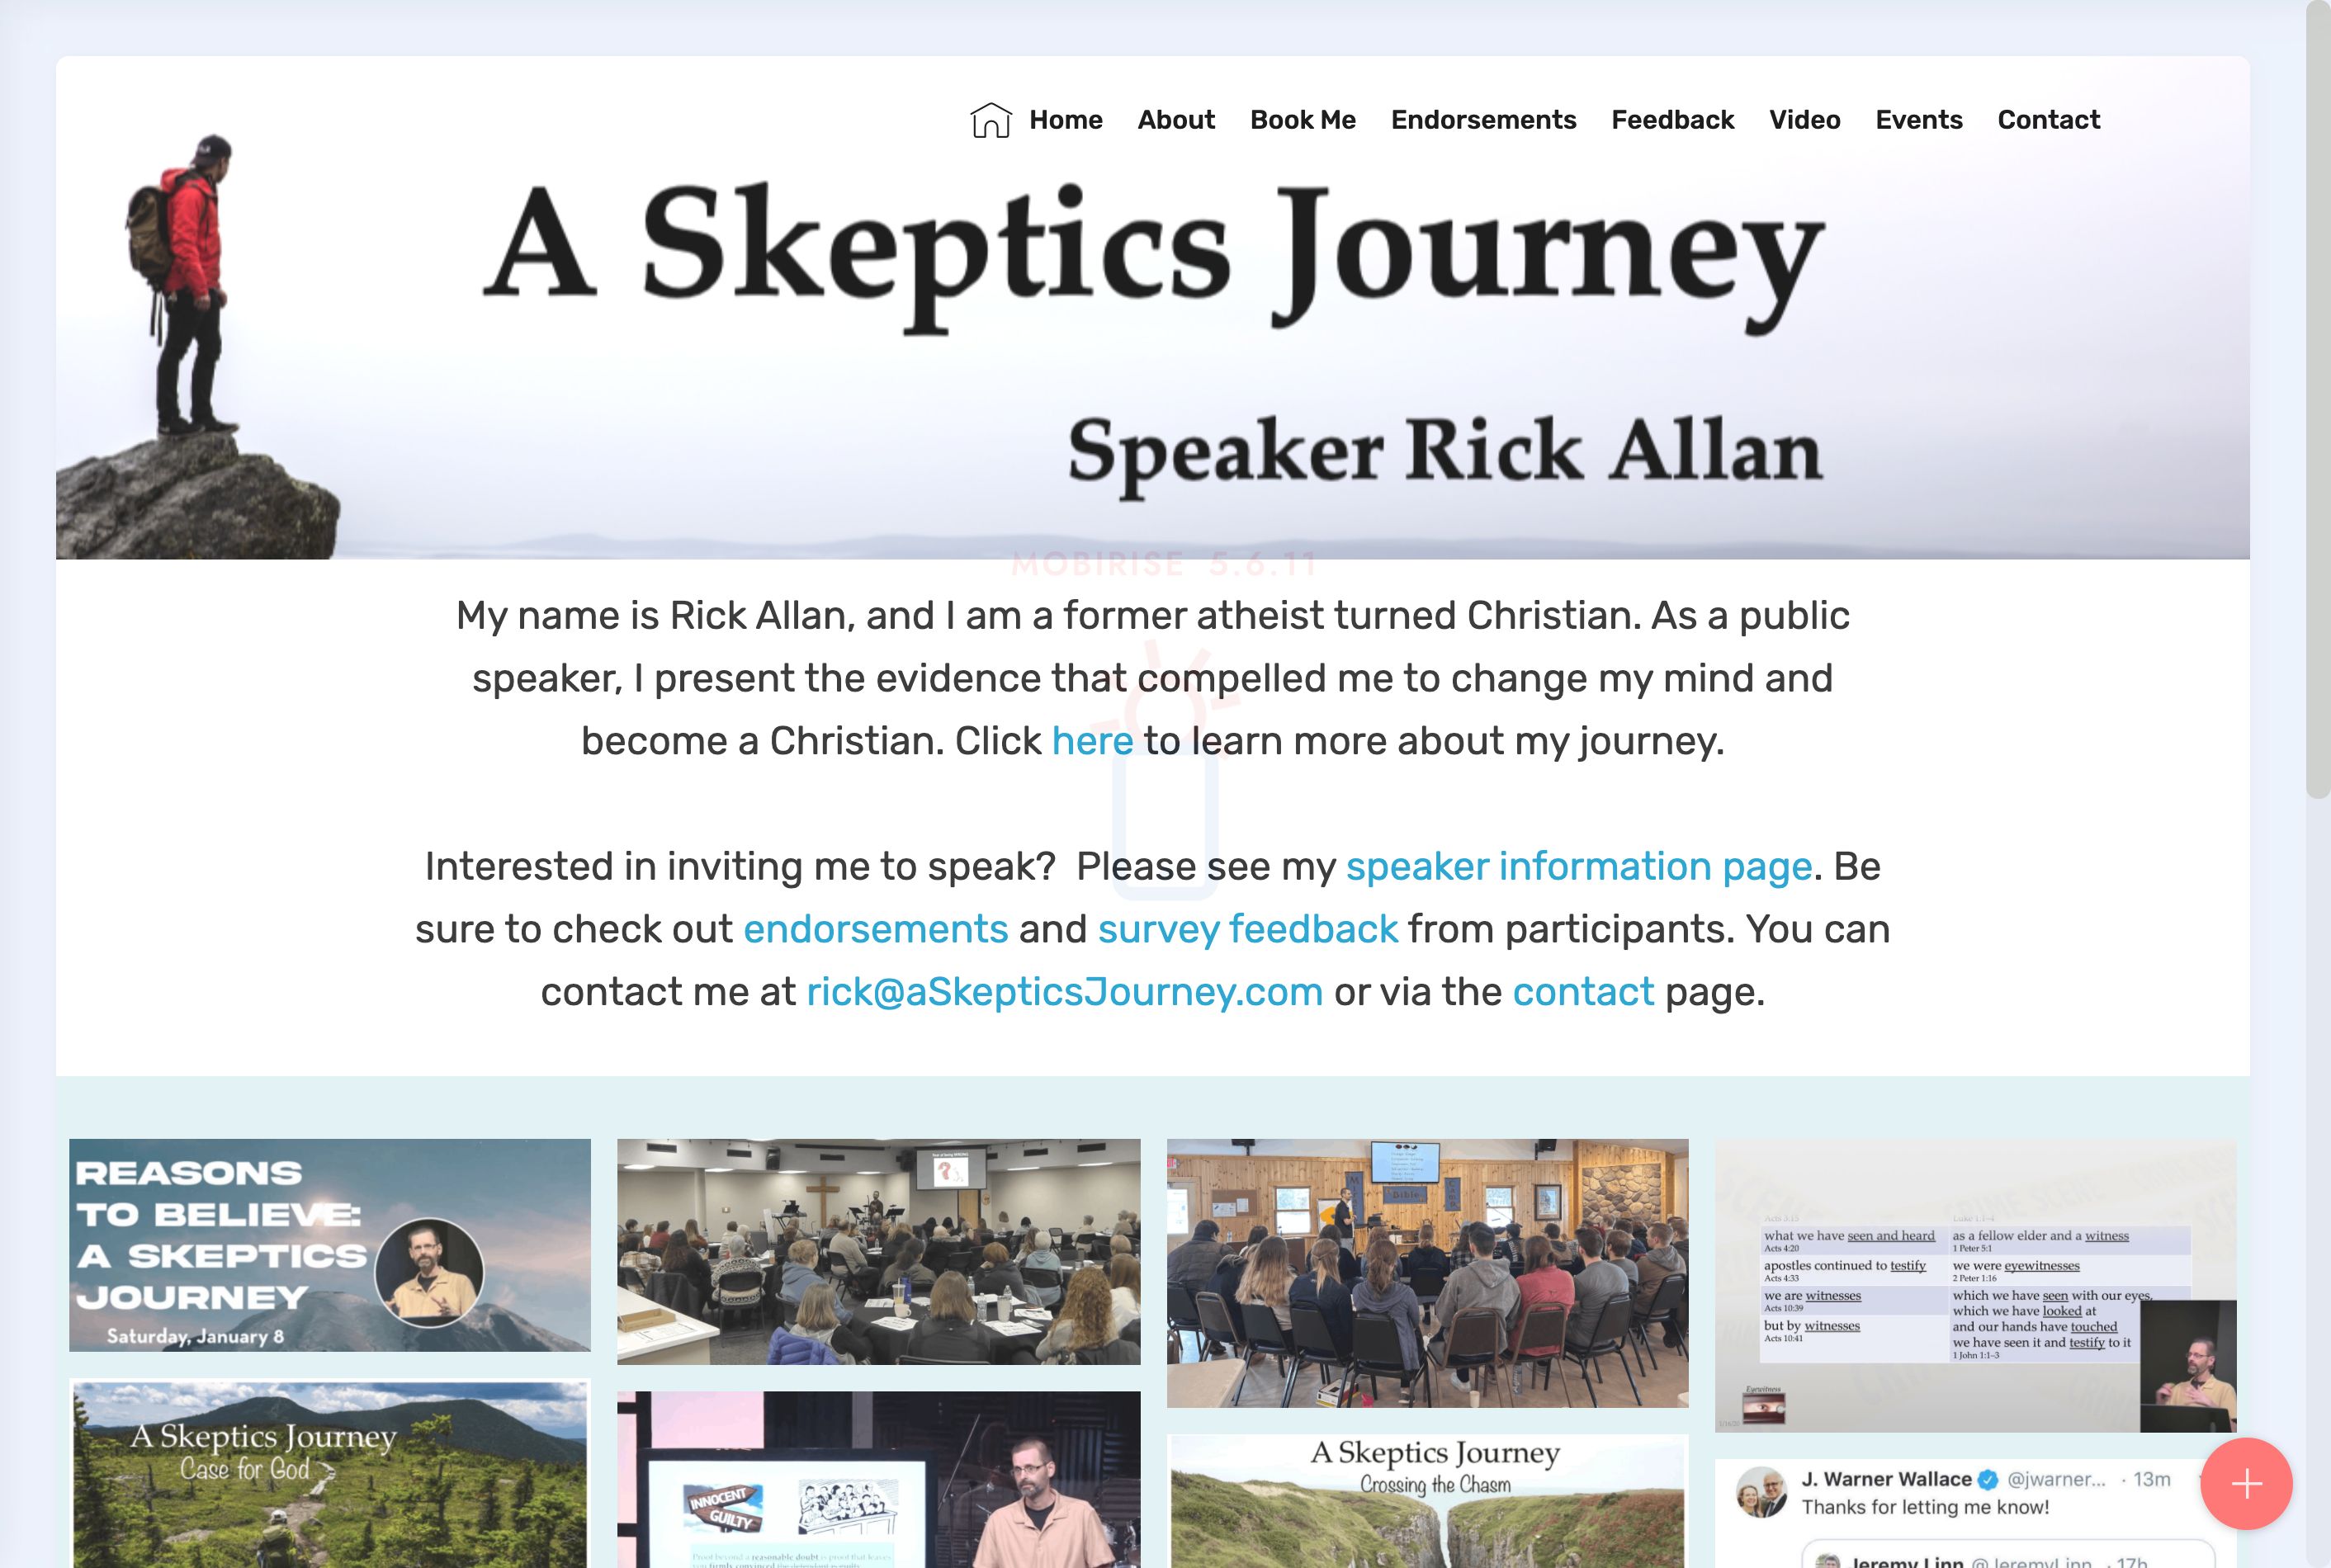 Home About Book Me Endorsements Feedback Video Events Contact
A Skeptics Journey
Speaker Rick Allan
MOBIRISE 5.6.11
My name is Rick Allan, and I am a former atheist turned Christian. As a public
speaker, I present the evidence that compelled me to change my mind and
become a Christian. Click here to learn more about my journey.
Interested in inviting me to speak?  Please see my speaker information page. Be
sure to check out endorsements and survey feedback from participants. You can
contact me at rick@aSkepticsJourney.com or via the contact page.
REASONS
TO BELIEVE:
A SKEPTICS
JOURNEY
Saturday, January 8
Bible
what we have seen and heard
Acts 4:20
apostles continued to testify
Acts 4:33
we are witnesses
Acts 10:39
but by witnesses
Acts 10:41
as a fellow elder and a witness
1 Peter 5:1
we were eyewitnesses
2 Peter 1:16
which we have seen with our eyes,
which we have looked at
and our hands have touched
we have seen it and testify to it
1 John 1:1-3
Eyewitness
A Skeptics Journey
Case for God
INNOCENT
GUILTY
Proof beyond a reasonable doubt is proof that leaves
A Skeptics Journey
Crossing the Chasm
J. Warner Wallace @jwarner... · 13m
Thanks for letting me know!
Jeremy Linn @JeremyLinn · 17h